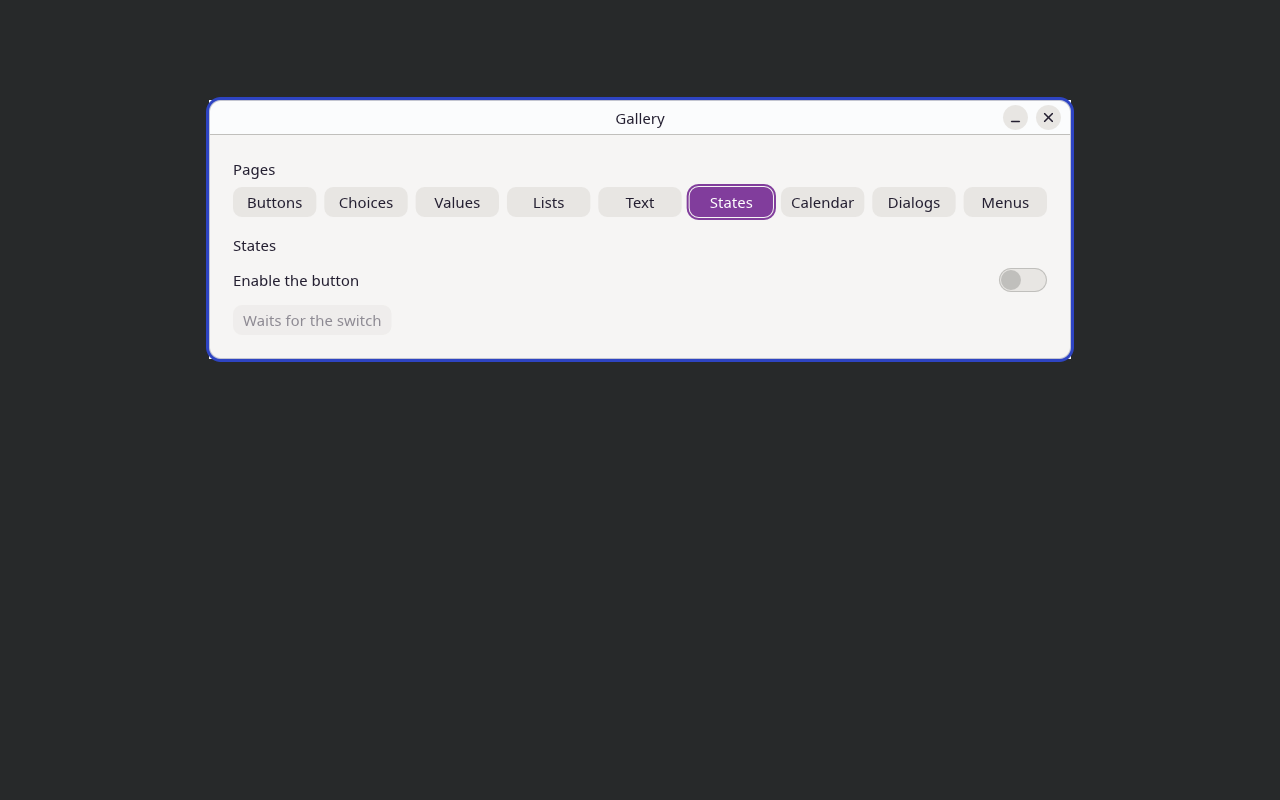 Gallery
Pages
Buttons Choices Values Lists Text States Calendar Dialogs Menus
States
Enable the button
Waits for the switch